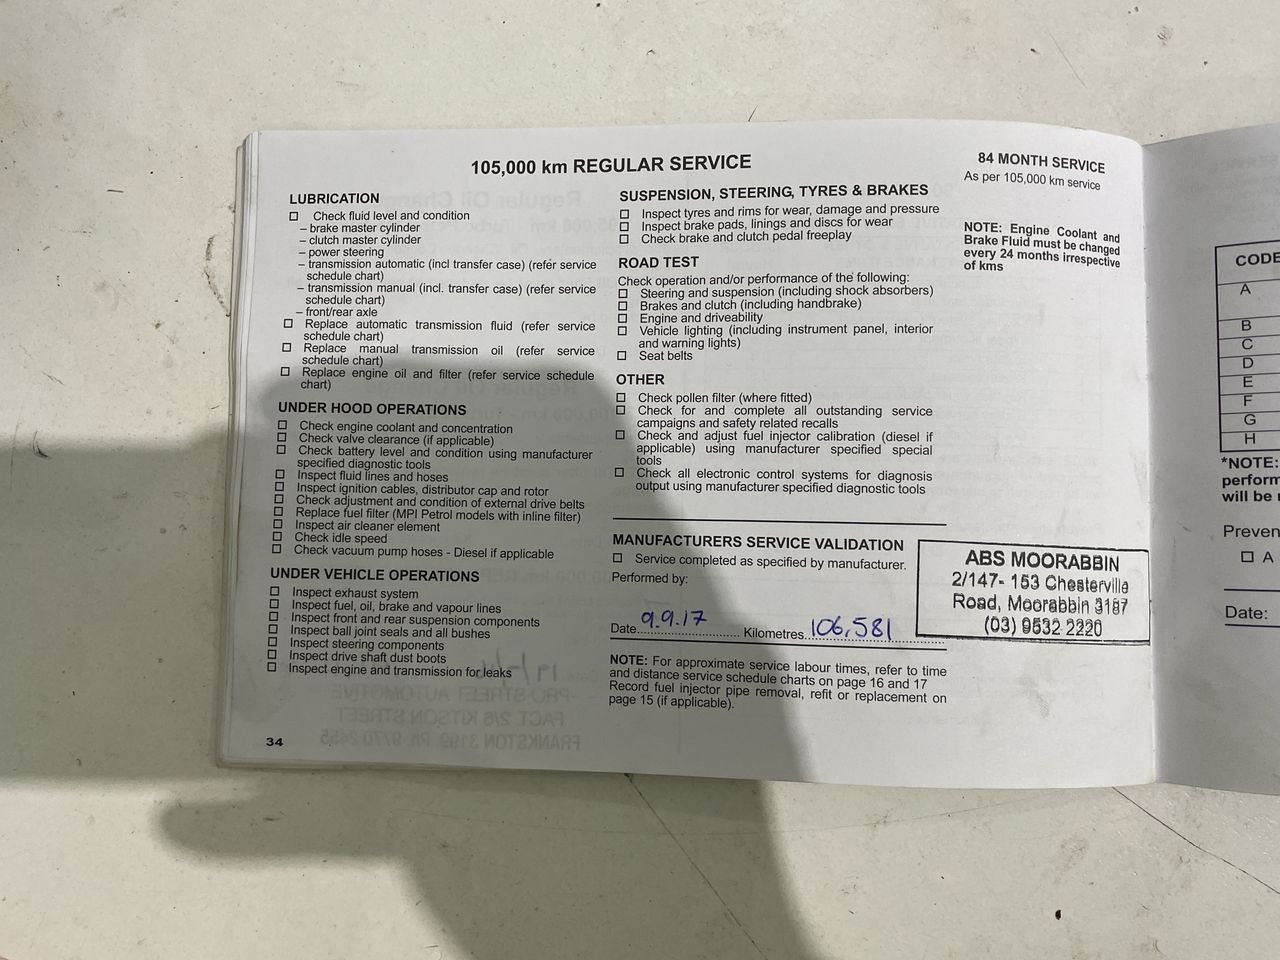 105,000 km REGULAR SERVICE
LUBRICATION
Check fluid level and condition
– brake master cylinder
– clutch master cylinder
– power steering
– transmission automatic (incl transfer case) (refer service
schedule chart)
– transmission manual (incl. transfer case) (refer service
schedule chart)
– front/rear axle
Replace automatic transmission fluid (refer service
schedule chart)
Replace manual transmission oil (refer service
schedule chart)
Replace engine oil and filter (refer service schedule
chart)
UNDER HOOD OPERATIONS
Check engine coolant and concentration
Check valve clearance (if applicable)
Check battery level and condition using manufacturer
specified diagnostic tools
Inspect fluid lines and hoses
Inspect ignition cables, distributor cap and rotor
Check adjustment and condition of external drive belts
Replace fuel filter (MPI Petrol models with inline filter)
Inspect air cleaner element
Check idle speed
Check vacuum pump hoses - Diesel if applicable
UNDER VEHICLE OPERATIONS
Inspect exhaust system
Inspect fuel, oil, brake and vapour lines
Inspect front and rear suspension components
Inspect ball joint seals and all bushes
Inspect steering components
Inspect drive shaft dust boots
Inspect engine and transmission for leaks
34
SUSPENSION, STEERING, TYRES & BRAKES
Inspect tyres and rims for wear, damage and pressure
Inspect brake pads, linings and discs for wear
Check brake and clutch pedal freeplay
ROAD TEST
Check operation and/or performance of the following:
Steering and suspension (including shock absorbers)
Brakes and clutch (including handbrake)
Engine and driveability
Vehicle lighting (including instrument panel, interior
and warning lights)
Seat belts
OTHER
Check pollen filter (where fitted)
Check for and complete all outstanding service
campaigns and safety related recalls
Check and adjust fuel injector calibration (diesel if
applicable) using manufacturer specified special
tools
Check all electronic control systems for diagnosis
output using manufacturer specified diagnostic tools
MANUFACTURERS SERVICE VALIDATION
Service completed as specified by manufacturer.
Performed by:
Date 9.9.17 Kilometres 106,581
NOTE: For approximate service labour times, refer to time
and distance service schedule charts on page 16 and 17
Record fuel injector pipe removal, refit or replacement on
page 15 (if applicable).
84 MONTH SERVICE
As per 105,000 km service
NOTE: Engine Coolant and
Brake Fluid must be changed
every 24 months irrespective
of kms
ABS MOORABBIN
2/147- 153 Chesterville
Road, Moorabbin 3187
(03) 9532 2220
CODE
A
B
C
D
E
F
G
H
*NOTE:
perform
will be
Preven
A
Date: